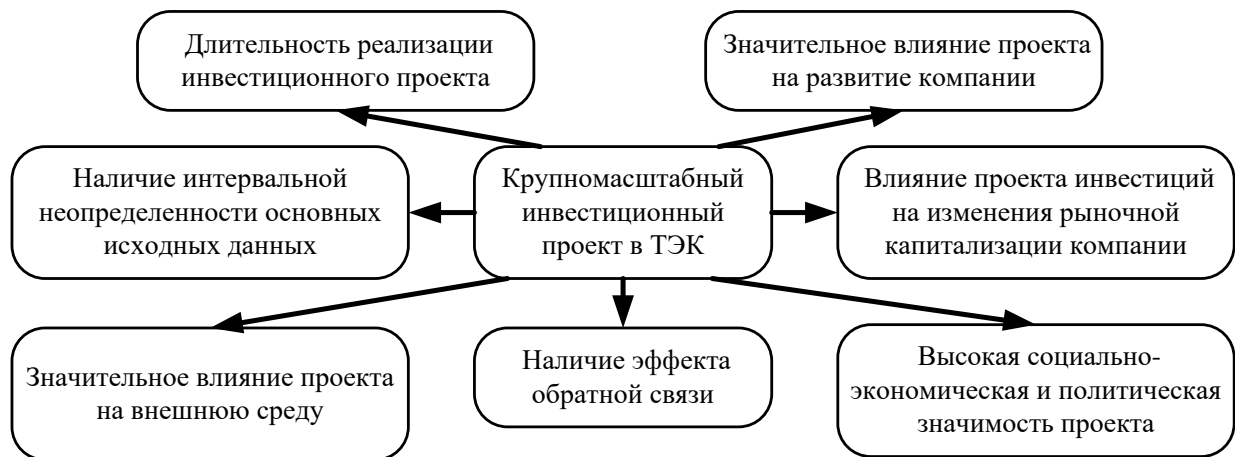 Длительность реализации
инвестиционного проекта
Значительное влияние проекта
на развитие компании
Наличие интервальной
неопределенности основных
исходных данных
Крупномасштабный
инвестиционный
проект в ТЭК
Влияние проекта инвестиций
на изменения рыночной
капитализации компании
Значительное влияние проекта
на внешнюю среду
Наличие эффекта
обратной связи
Высокая социально-
экономическая и политическая
значимость проекта